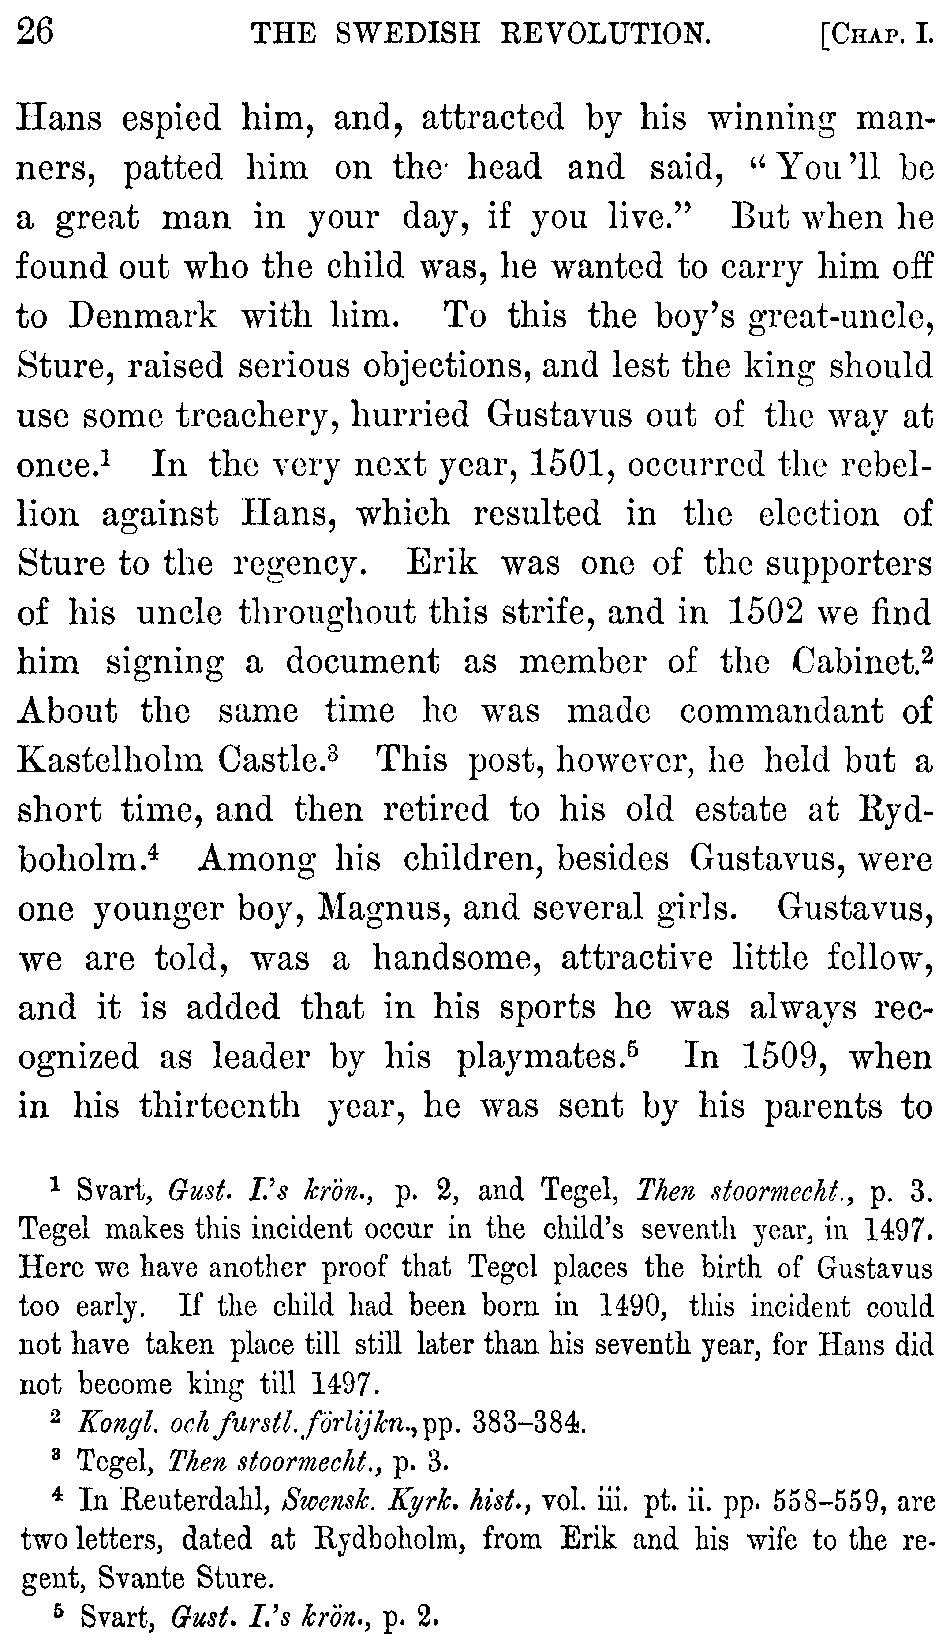 26 THE SWEDISH REVOLUTION. [CHAP. I.
Hans espied him, and, attracted by his winning man-
ners, patted him on the head and said, “You’ll be
a great man in your day, if you live.” But when he
found out who the child was, he wanted to carry him off
to Denmark with him. To this the boy’s great-uncle,
Sture, raised serious objections, and lest the king should
use some treachery, hurried Gustavus out of the way at
once.¹ In the very next year, 1501, occurred the rebel-
lion against Hans, which resulted in the election of
Sture to the regency. Erik was one of the supporters
of his uncle throughout this strife, and in 1502 we find
him signing a document as member of the Cabinet.²
About the same time he was made commandant of
Kastelholm Castle.³ This post, however, he held but a
short time, and then retired to his old estate at Ryd-
boholm.⁴ Among his children, besides Gustavus, were
one younger boy, Magnus, and several girls. Gustavus,
we are told, was a handsome, attractive little fellow,
and it is added that in his sports he was always rec-
ognized as leader by his playmates.⁵ In 1509, when
in his thirteenth year, he was sent by his parents to
¹ Svart, Gust. I.’s krön., p. 2, and Tegel, Then stoormecht., p. 3.
Tegel makes this incident occur in the child’s seventh year, in 1497.
Here we have another proof that Tegel places the birth of Gustavus
too early. If the child had been born in 1490, this incident could
not have taken place till still later than his seventh year, for Hans did
not become king till 1497.
² Kongl. och furstl. förlijkn., pp. 383–384.
³ Tegel, Then stoormecht., p. 3.
⁴ In Reuterdahl, Swensk. Kyrk. hist., vol. iii. pt. ii. pp. 558–559, are
two letters, dated at Rydboholm, from Erik and his wife to the re-
gent, Svante Sture.
⁵ Svart, Gust. I.’s krön., p. 2.